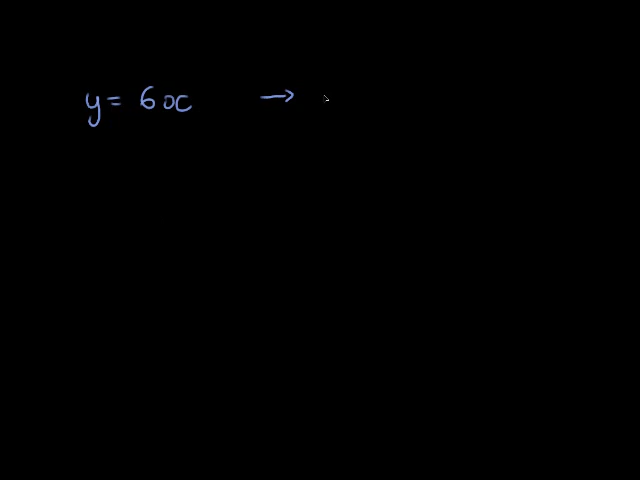 y = 6x →